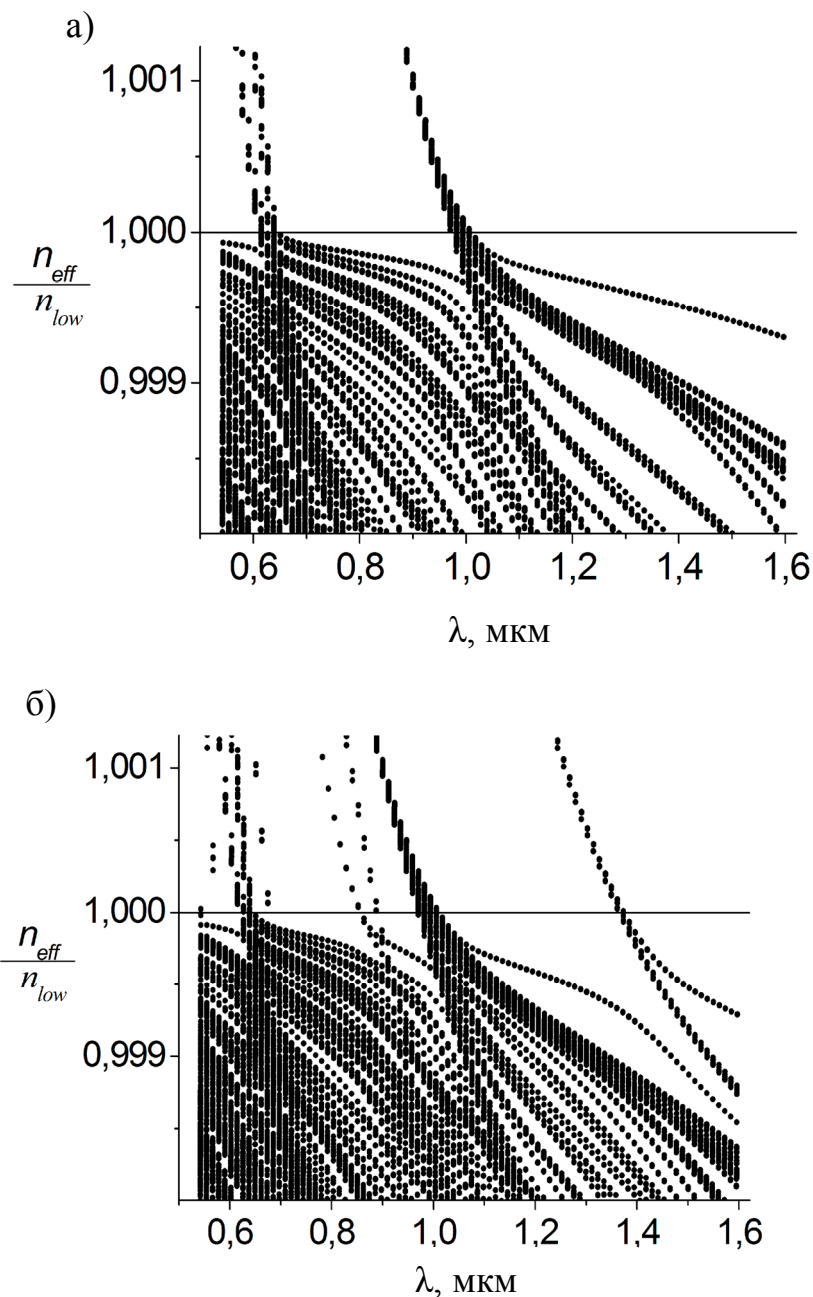 а)
1,001
1,000
n_eff
n_low
0,999
0,6 0,8 1,0 1,2 1,4 1,6
λ, мкм
б)
1,001
1,000
n_eff
n_low
0,999
0,6 0,8 1,0 1,2 1,4 1,6
λ, мкм